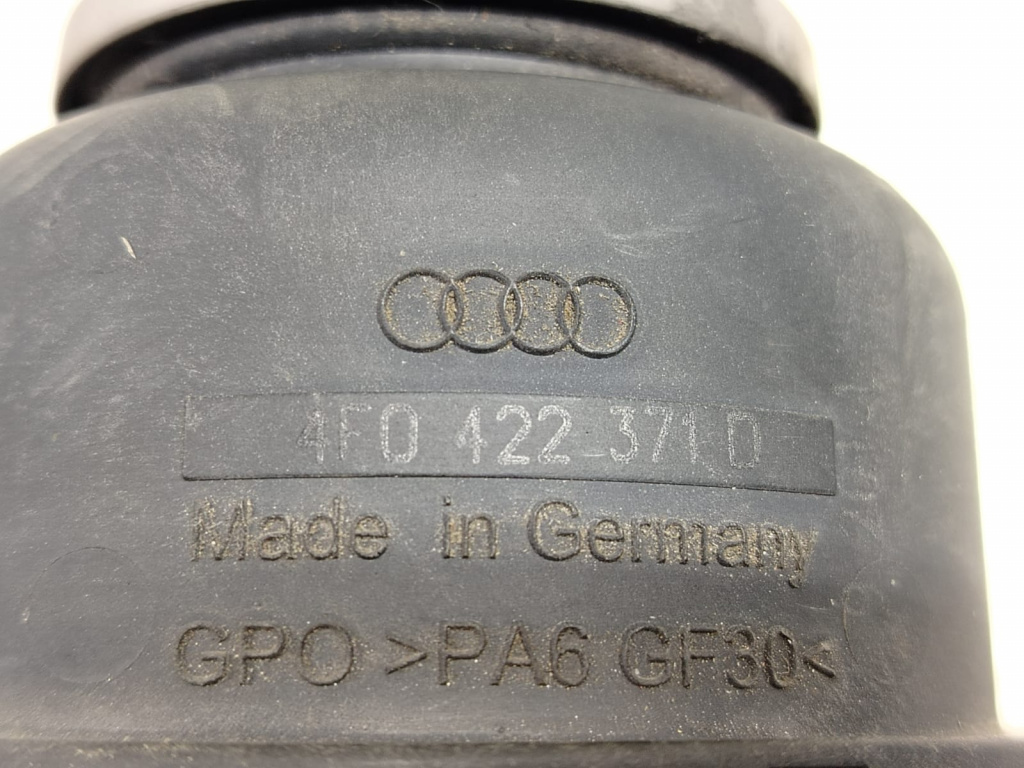 4F0 422 371 D
Made in Germany
GPO >PA6 GF30<